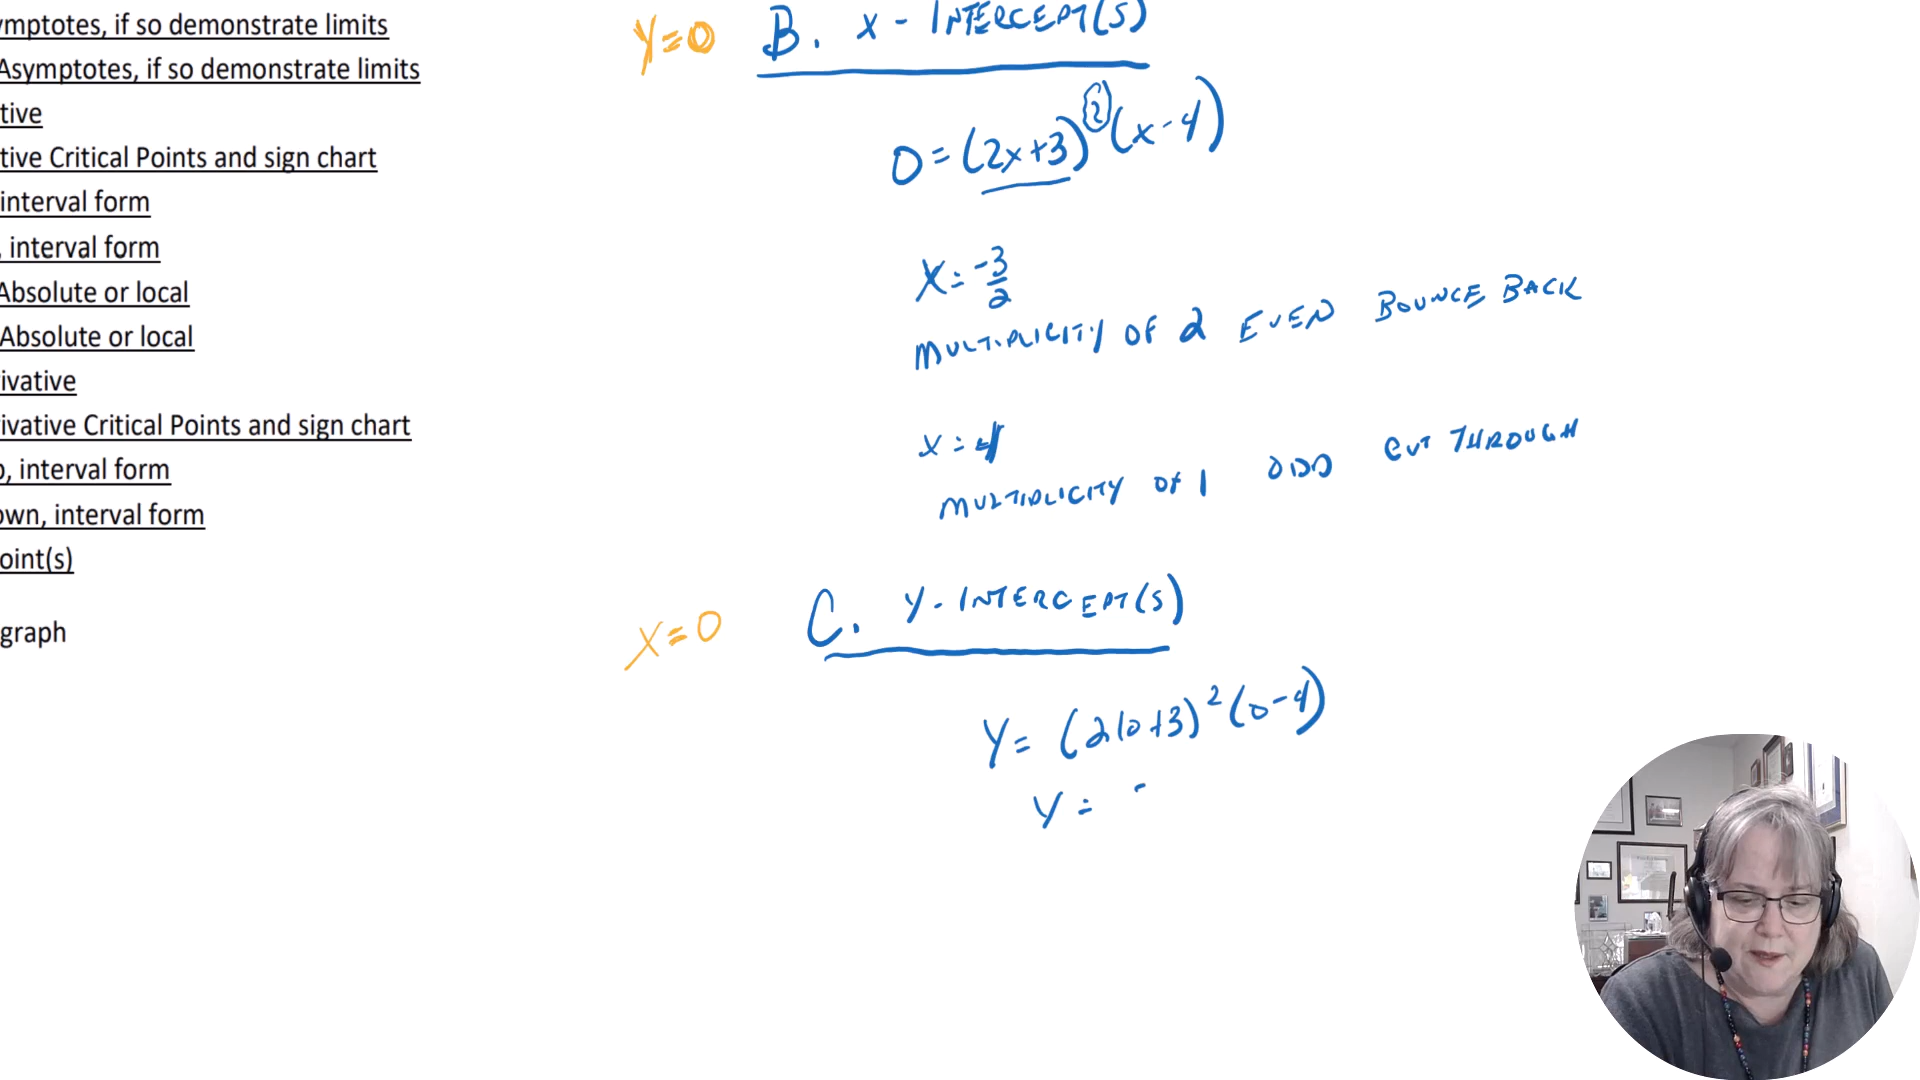 ymptotes, if so demonstrate limits
Asymptotes, if so demonstrate limits
tive
tive Critical Points and sign chart
interval form
, interval form
Absolute or local
Absolute or local
ivative
ivative Critical Points and sign chart
o, interval form
own, interval form
oint(s)
graph
Y=0 B. X - INTERCEPT(S)
0=(2x+3)²(x-4)
X = -3/2
MULTIPLICITY OF 2 EVEN BOUNCE BACK
X = 4
MULTIPLICITY OF 1 ODD CUT THROUGH
X=0 C. Y-INTERCEPT(S)
Y= (2(0+3)²(0-4)
Y = -